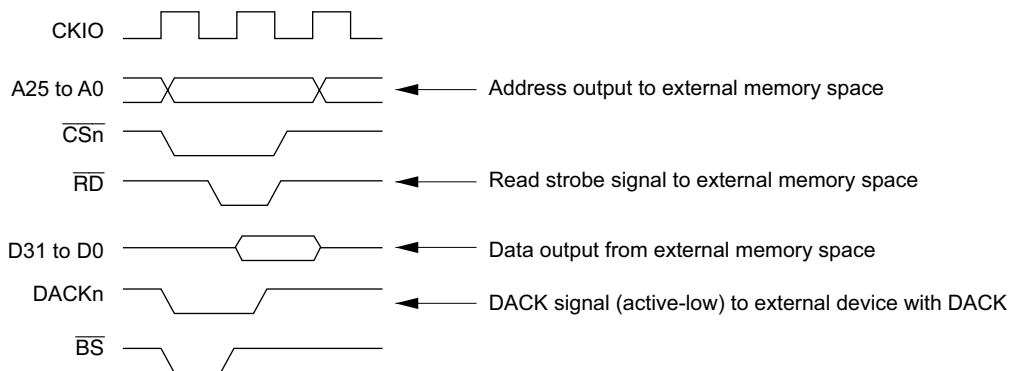 CKIO
A25 to A0
Address output to external memory space
CSn
RD
Read strobe signal to external memory space
D31 to D0
Data output from external memory space
DACKn
DACK signal (active-low) to external device with DACK
BS